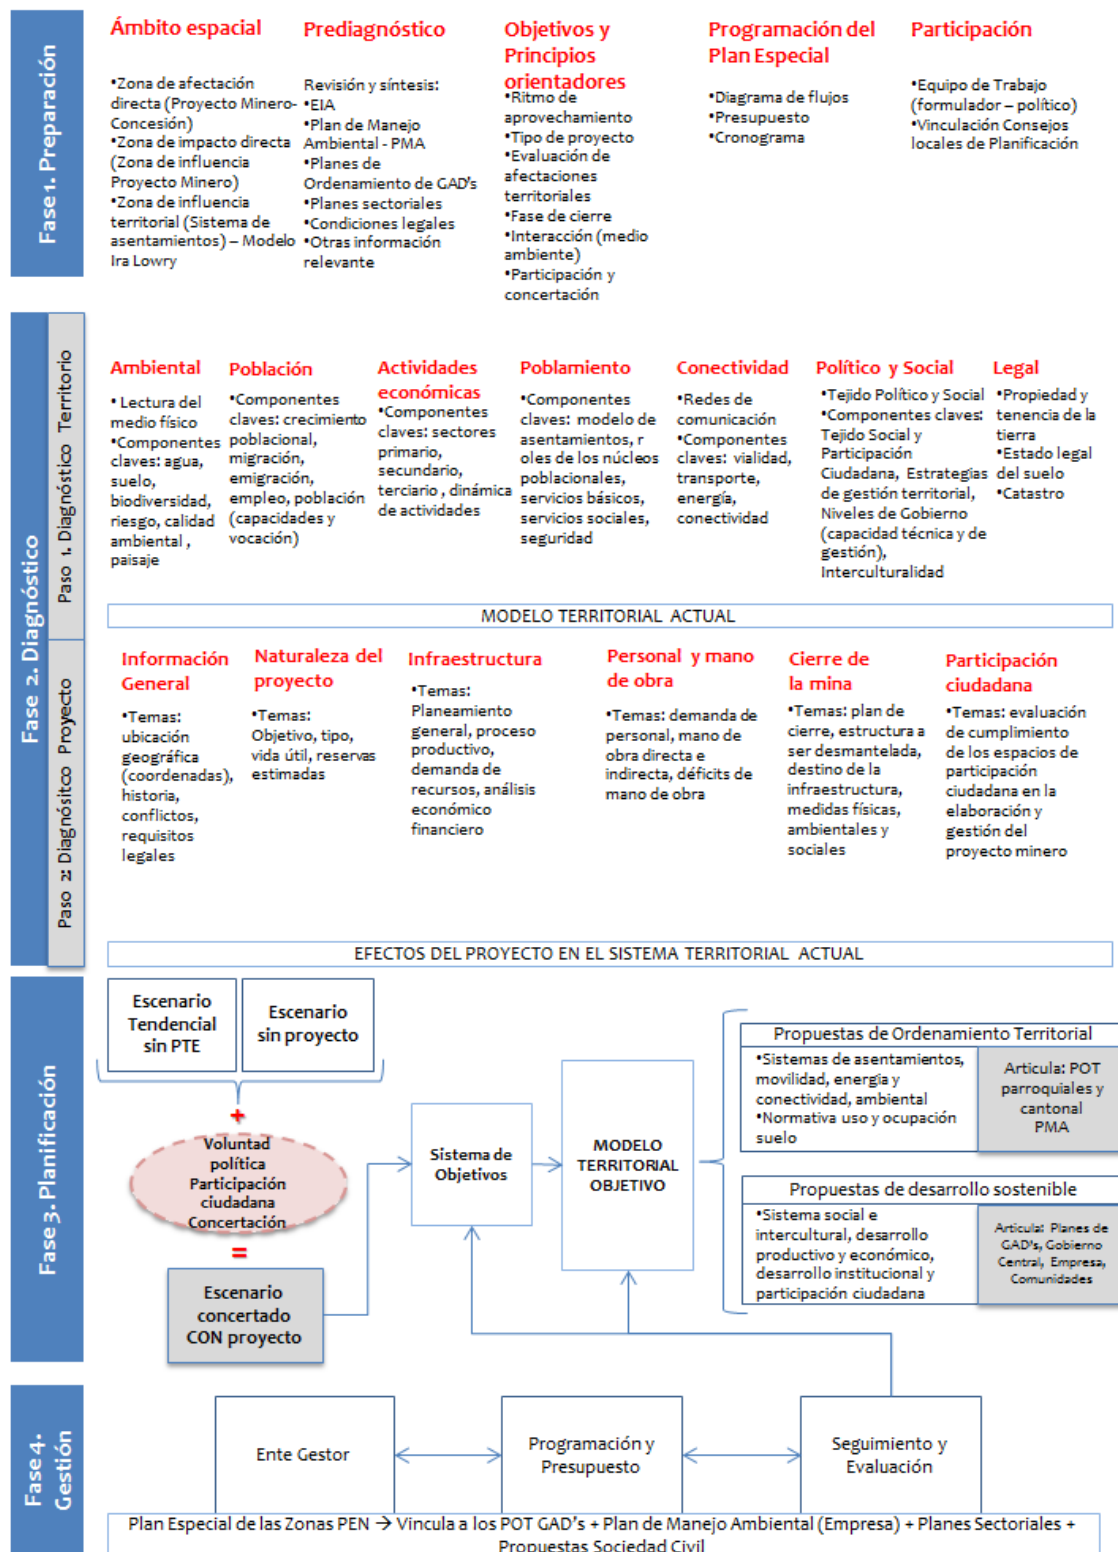 Fase 1. Preparación
Ámbito espacial
•Zona de afectación
directa (Proyecto Minero-
Concesión)
•Zona de impacto directa
(Zona de influencia
Proyecto Minero)
•Zona de influencia
territorial (Sistema de
asentamientos) – Modelo
Ira Lowry
Prediagnóstico
Revisión y síntesis:
•EIA
•Plan de Manejo
Ambiental - PMA
•Planes de
Ordenamiento de GAD's
•Planes sectoriales
•Condiciones legales
•Otras información
relevante
Objetivos y
Principios
orientadores
•Ritmo de
aprovechamiento
•Tipo de proyecto
•Evaluación de
afectaciones
territoriales
•Fase de cierre
•Interacción (medio
ambiente)
•Participación y
concertación
Programación del
Plan Especial
•Diagrama de flujos
•Presupuesto
•Cronograma
Participación
•Equipo de Trabajo
(formulador – político)
•Vinculación Consejos
locales de Planificación
Fase 2. Diagnóstico
Paso 1. Diagnóstico Territorio
Ambiental
• Lectura del
medio físico
•Componentes
claves: agua,
suelo,
biodiversidad,
riesgo, calidad
ambiental ,
paisaje
Población
•Componentes
claves: crecimiento
poblacional,
migración,
emigración,
empleo, población
(capacidades y
vocación)
Actividades
económicas
•Componentes
claves: sectores
primario,
secundario,
terciario , dinámica
de actividades
Poblamiento
•Componentes
claves: modelo de
asentamientos, r
oles de los núcleos
poblacionales,
servicios básicos,
servicios sociales,
seguridad
Conectividad
•Redes de
comunicación
•Componentes
claves: vialidad,
transporte,
energía,
conectividad
Político y Social
•Tejido Político y Social
•Componentes claves:
Tejido Social y
Participación
Ciudadana, Estrategias
de gestión territorial,
Niveles de Gobierno
(capacidad técnica y de
gestión),
Interculturalidad
Legal
•Propiedad y
tenencia de la
tierra
•Estado legal
del suelo
•Catastro
MODELO TERRITORIAL ACTUAL
Paso 2: Diagnósitco Proyecto
Información
General
•Temas:
ubicación
geográfica
(coordenadas),
historia,
conflictos,
requisitos
legales
Naturaleza del
proyecto
•Temas:
Objetivo, tipo,
vida útil, reservas
estimadas
Infraestructura
•Temas:
Planeamiento
general, proceso
productivo,
demanda de
recursos, análisis
económico
financiero
Personal y mano
de obra
•Temas: demanda de
personal, mano de
obra directa e
indirecta, déficits de
mano de obra
Cierre de
la mina
•Temas: plan de
cierre, estructura a
ser desmantelada,
destino de la
infraestructura,
medidas físicas,
ambientales y
sociales
Participación
ciudadana
•Temas: evaluación
de cumplimiento
de los espacios de
participación
ciudadana en la
elaboración y
gestión del
proyecto minero
EFECTOS DEL PROYECTO EN EL SISTEMA TERRITORIAL ACTUAL
Fase 3. Planificación
Escenario
Tendencial
sin PTE
Escenario
sin proyecto
+
Voluntad
política
Participación
ciudadana
Concertación
=
Escenario
concertado
CON proyecto
Sistema de
Objetivos
MODELO
TERRITORIAL
OBJETIVO
Propuestas de Ordenamiento Territorial
•Sistemas de asentamientos,
movilidad, energía y
conectividad, ambiental
•Normativa uso y ocupación
suelo
Articula: POT
parroquiales y
cantonal
PMA
Propuestas de desarrollo sostenible
•Sistema social e
intercultural, desarrollo
productivo y económico,
desarrollo institucional y
participación ciudadana
Articula: Planes de
GAD's, Gobierno
Central, Empresa,
Comunidades
Fase 4.
Gestión
Ente Gestor
Programación y
Presupuesto
Seguimiento y
Evaluación
Plan Especial de las Zonas PEN → Vincula a los POT GAD's + Plan de Manejo Ambiental (Empresa) + Planes Sectoriales +
Propuestas Sociedad Civil